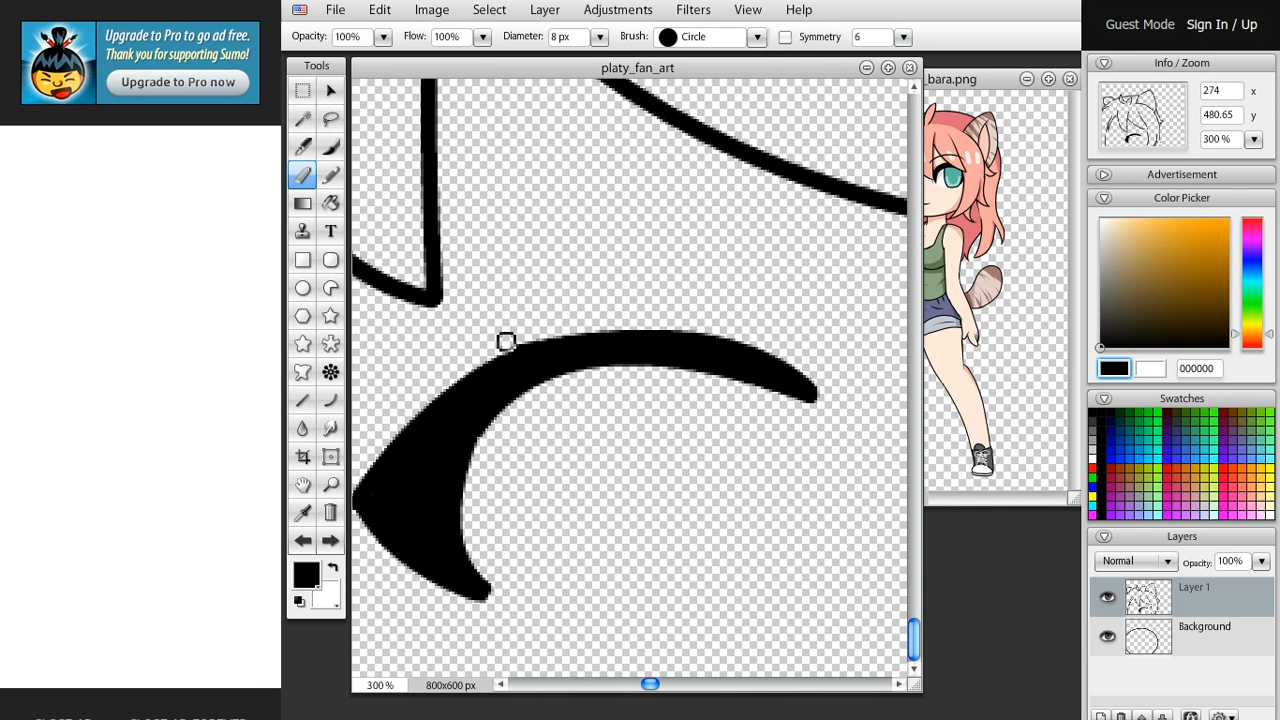 Upgrade to Pro to go ad free.
Thank you for supporting Sumo!
Upgrade to Pro now
File Edit Image Select Layer Adjustments Filters View Help
Opacity: 100% Flow: 100% Diameter: 8 px Brush: Circle Symmetry 6
Guest Mode Sign In / Up
Tools
platy_fan_art
bara.png
Info / Zoom
274 x
480.65 y
300 %
Advertisement
Color Picker
000000
Swatches
Layers
Normal Opacity: 100%
Layer 1
Background
T
300 % 800x600 px